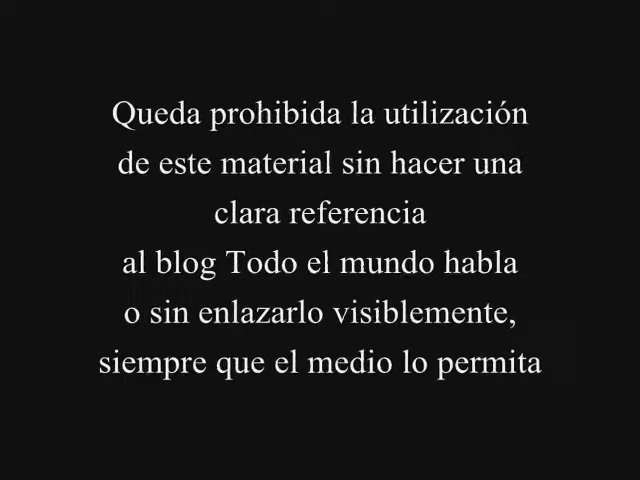 Queda prohibida la utilización
de este material sin hacer una
clara referencia
al blog Todo el mundo habla
o sin enlazarlo visiblemente,
siempre que el medio lo permita